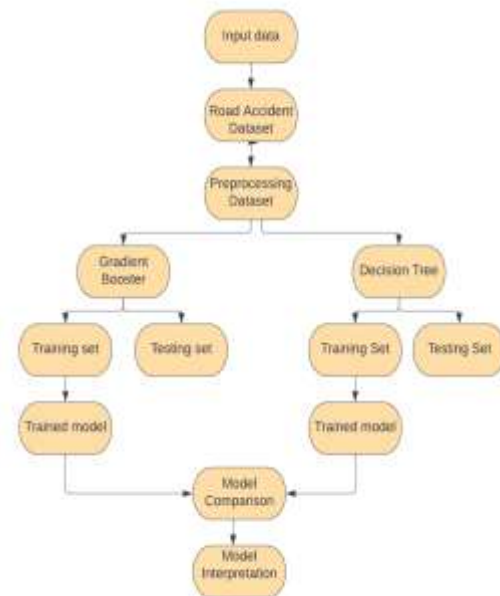 Input data
Road Accident
Dataset
Preprocessing
Dataset
Gradient
Booster
Decision Tree
Training set
Testing set
Training Set
Testing Set
Trained model
Trained model
Model
Comparison
Model
Interpretation